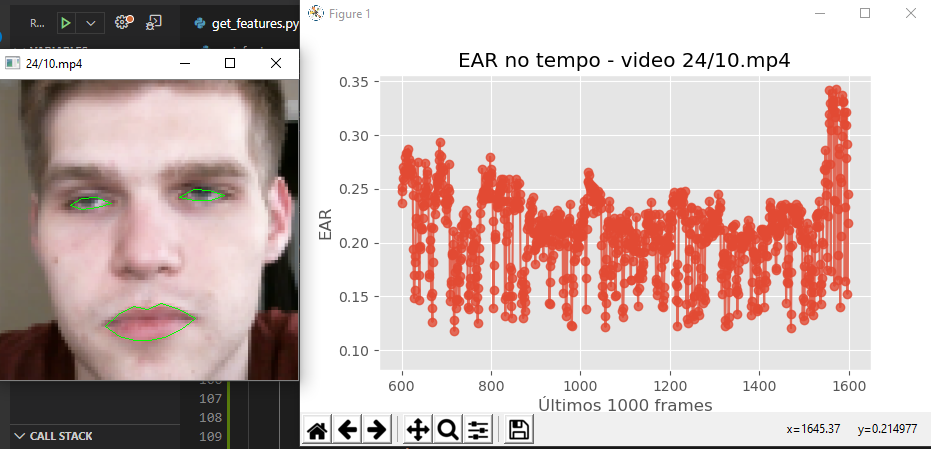 R...
get_features.py
Figure 1
24/10.mp4
EAR no tempo - video 24/10.mp4
0.35
0.30
0.25
0.20
0.15
0.10
EAR
600
800
1000
1200
1400
1600
Últimos 1000 frames
107
108
109
CALL STACK
x=1645.37 y=0.214977